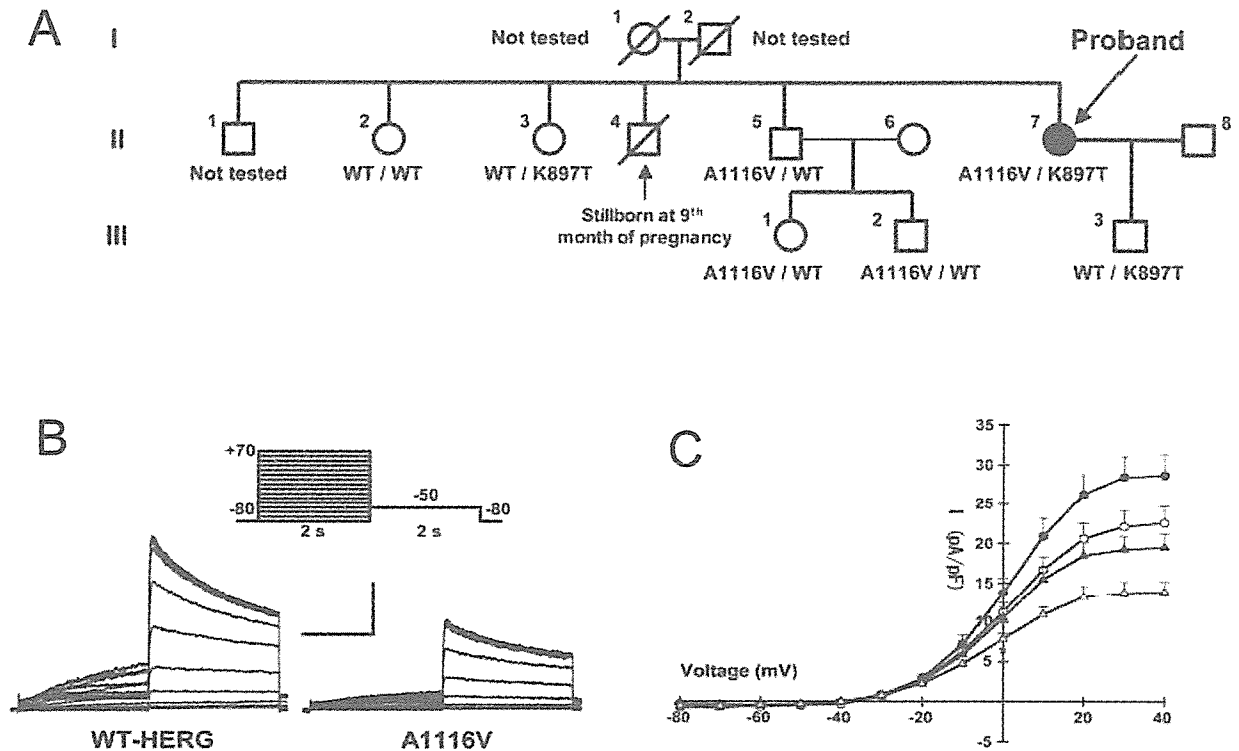 A
I
1
2
Not tested
Not tested
Proband
II
1
2
3
4
5
6
7
8
Not tested
WT / WT
WT / K897T
A1116V / WT
A1116V / K897T
Stillborn at 9th
month of pregnancy
III
1
2
3
A1116V / WT
A1116V / WT
WT / K897T
B
+70
-80
-50
-80
2 s
2 s
WT-HERG
A1116V
C
35
30
25
20
15
10
5
-5
I (pA/pF)
Voltage (mV)
-80
-60
-40
-20
20
40